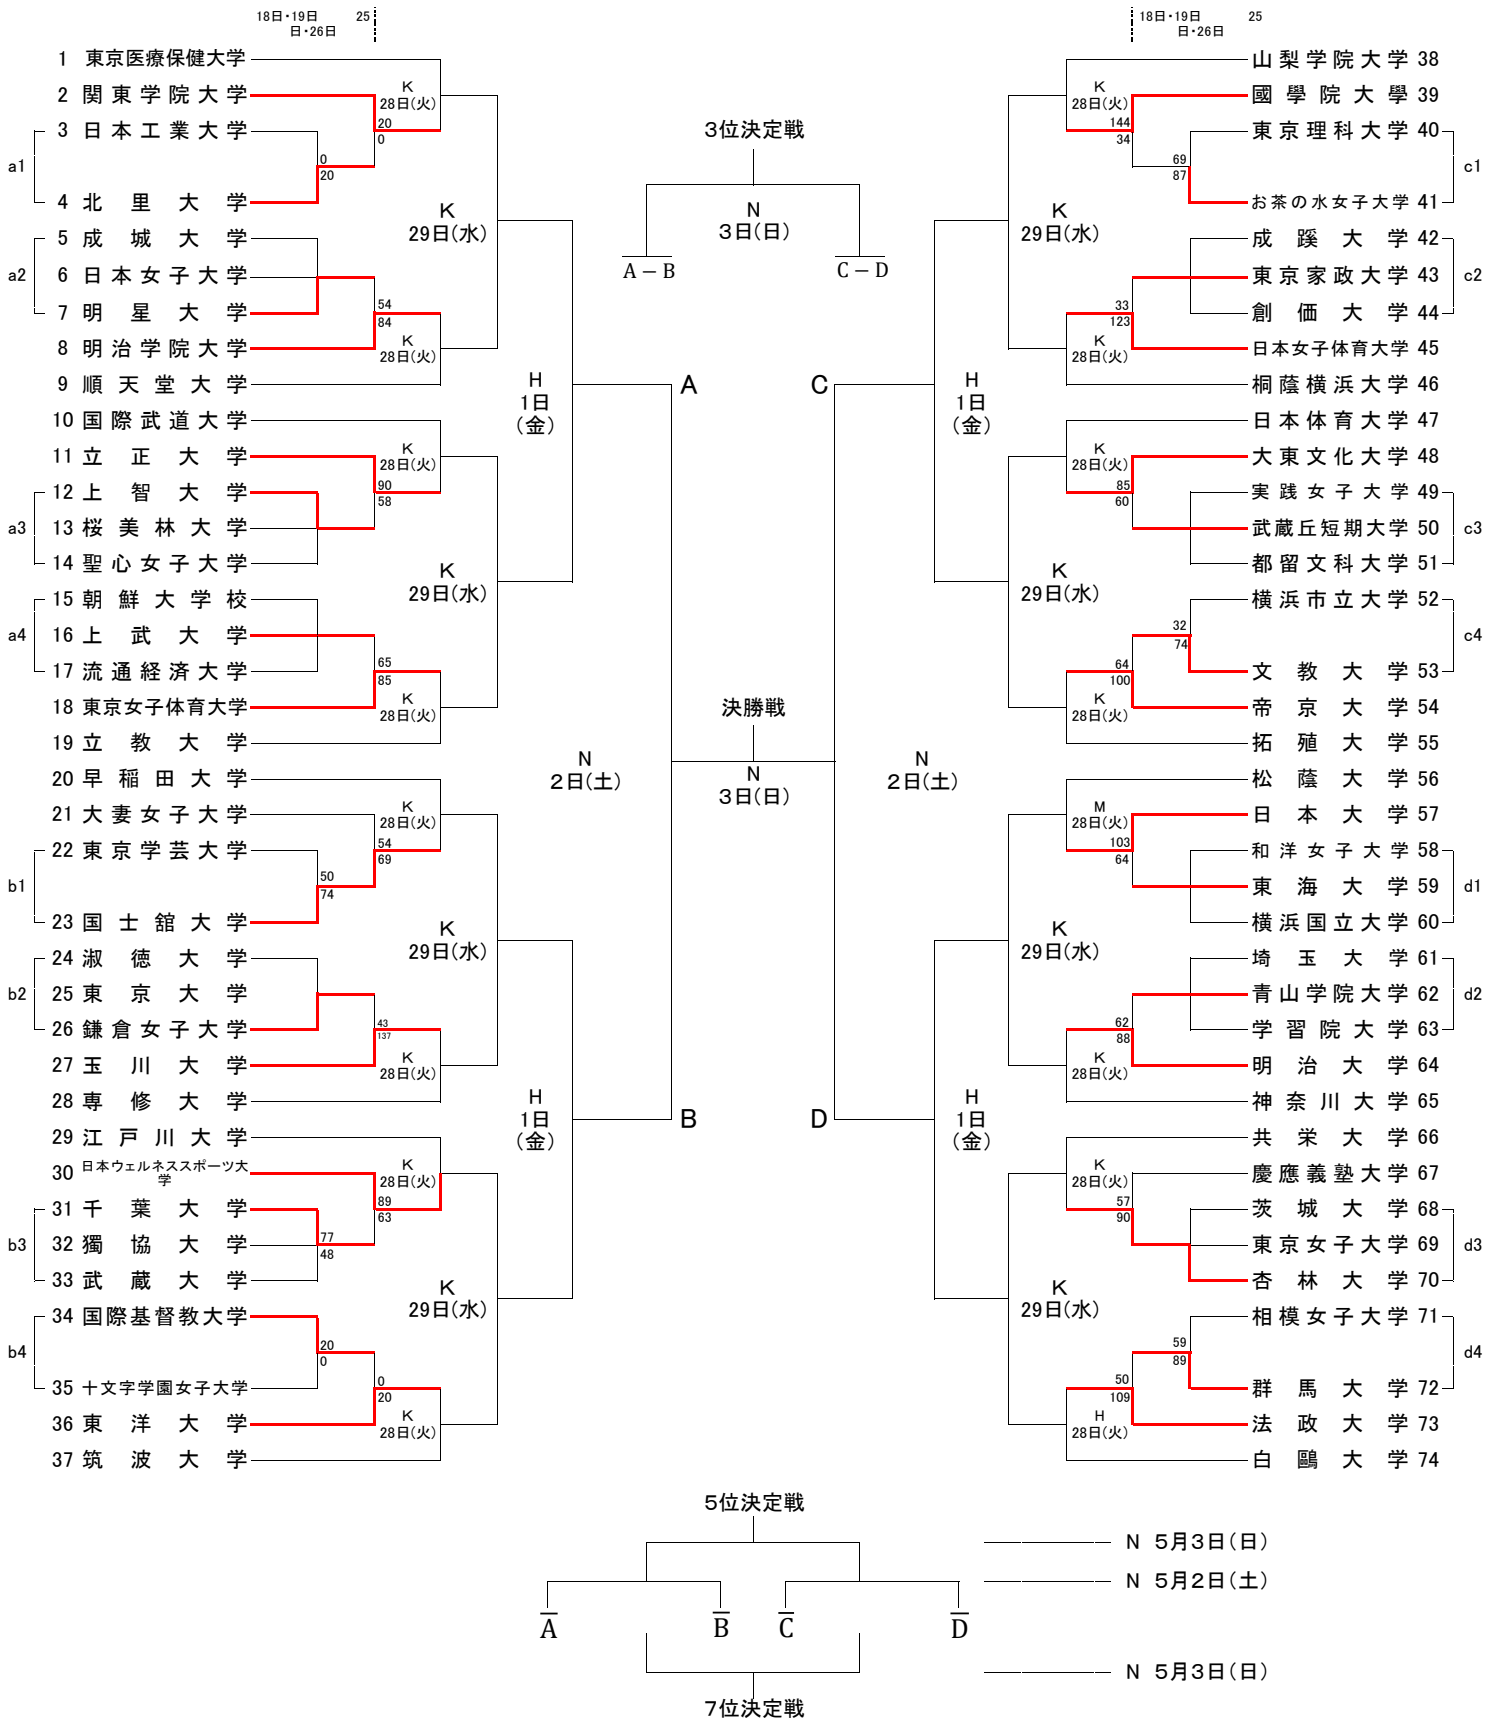 18日・19日 25
日・26日
18日・19日 25
日・26日
1 東京医療保健大学
2 関東学院大学
a1
3 日本工業大学
4 北里大学
a2
5 成城大学
6 日本女子大学
7 明星大学
8 明治学院大学
9 順天堂大学
10 国際武道大学
11 立正大学
a3
12 上智大学
13 桜美林大学
14 聖心女子大学
a4
15 朝鮮大学校
16 上武大学
17 流通経済大学
18 東京女子体育大学
19 立教大学
20 早稲田大学
21 大妻女子大学
b1
22 東京学芸大学
23 国士舘大学
b2
24 淑徳大学
25 東京大学
26 鎌倉女子大学
27 玉川大学
28 専修大学
29 江戸川大学
30 日本ウェルネススポーツ大
学
b3
31 千葉大学
32 獨協大学
33 武蔵大学
b4
34 国際基督教大学
35 十文字学園女子大学
36 東洋大学
37 筑波大学
0
20
K
28日(火)
20
0
54
84
K
28日(火)
K
28日(火)
90
58
65
85
K
28日(火)
K
28日(火)
54
69
50
74
43
137
K
28日(火)
K
28日(火)
89
63
77
48
20
0
0
20
K
28日(火)
K
29日(水)
K
29日(水)
K
29日(水)
K
29日(水)
H
1日
(金)
H
1日
(金)
A
B
N
2日(土)
3位決定戦
N
3日(日)
A－B
C－D
決勝戦
N
3日(日)
C
D
N
2日(土)
H
1日
(金)
H
1日
(金)
K
29日(水)
K
29日(水)
K
29日(水)
K
29日(水)
K
28日(火)
144
34
69
87
33
123
K
28日(火)
K
28日(火)
85
60
32
74
64
100
K
28日(火)
M
28日(火)
103
64
62
88
K
28日(火)
K
28日(火)
57
90
59
89
50
109
H
28日(火)
山梨学院大学 38
國學院大學 39
東京理科大学 40
c1
お茶の水女子大学 41
成蹊大学 42
東京家政大学 43
c2
創価大学 44
日本女子体育大学 45
桐蔭横浜大学 46
日本体育大学 47
大東文化大学 48
実践女子大学 49
武蔵丘短期大学 50
c3
都留文科大学 51
横浜市立大学 52
c4
文教大学 53
帝京大学 54
拓殖大学 55
松蔭大学 56
日本大学 57
和洋女子大学 58
東海大学 59
d1
横浜国立大学 60
埼玉大学 61
青山学院大学 62
d2
学習院大学 63
明治大学 64
神奈川大学 65
共栄大学 66
慶應義塾大学 67
茨城大学 68
東京女子大学 69
d3
杏林大学 70
相模女子大学 71
d4
群馬大学 72
法政大学 73
白鷗大学 74
5位決定戦
N 5月3日(日)
N 5月2日(土)
A B C D
N 5月3日(日)
7位決定戦